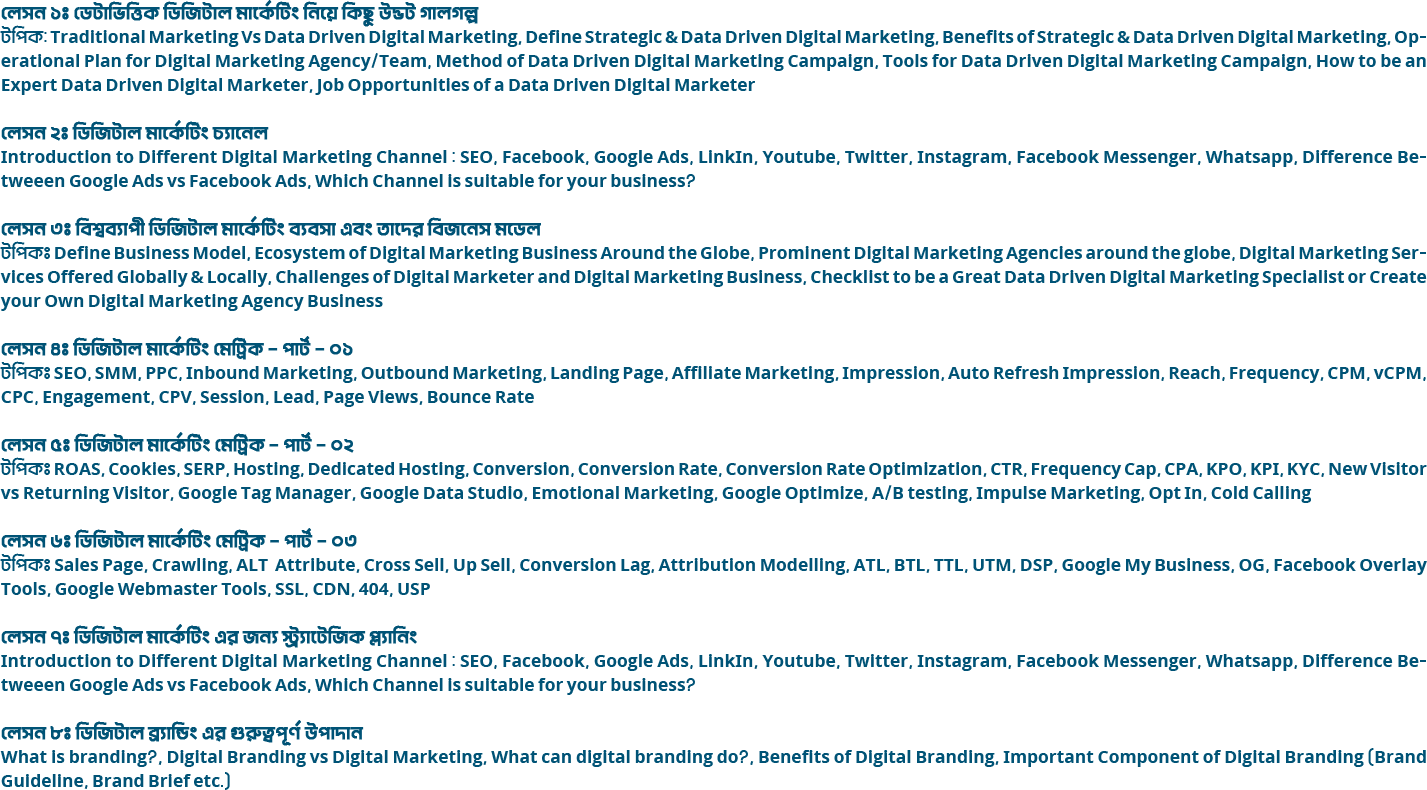 লেসন ১ঃ ডেটাভিত্তিক ডিজিটাল মার্কেটিং নিয়ে কিছু উদ্ভট গালগল্প
টপিক: Traditional Marketing Vs Data Driven Digital Marketing, Define Strategic & Data Driven Digital Marketing, Benefits of Strategic & Data Driven Digital Marketing, Op-
erational Plan for Digital Marketing Agency/Team, Method of Data Driven Digital Marketing Campaign, Tools for Data Driven Digital Marketing Campaign, How to be an
Expert Data Driven Digital Marketer, Job Opportunities of a Data Driven Digital Marketer
লেসন ২ঃ ডিজিটাল মার্কেটিং চ্যানেল
Introduction to Different Digital Marketing Channel : SEO, Facebook, Google Ads, LinkIn, Youtube, Twitter, Instagram, Facebook Messenger, Whatsapp, Difference Be-
tweeen Google Ads vs Facebook Ads, Which Channel is suitable for your business?
লেসন ৩ঃ বিশ্বব্যাপী ডিজিটাল মার্কেটিং ব্যবসা এবং তাদের বিজনেস মডেল
টপিকঃ Define Business Model, Ecosystem of Digital Marketing Business Around the Globe, Prominent Digital Marketing Agencies around the globe, Digital Marketing Ser-
vices Offered Globally & Locally, Challenges of Digital Marketer and Digital Marketing Business, Checklist to be a Great Data Driven Digital Marketing Specialist or Create
your Own Digital Marketing Agency Business
লেসন ৪ঃ ডিজিটাল মার্কেটিং মেট্রিক – পার্ট – ০১
টপিকঃ SEO, SMM, PPC, Inbound Marketing, Outbound Marketing, Landing Page, Affiliate Marketing, Impression, Auto Refresh Impression, Reach, Frequency, CPM, vCPM,
CPC, Engagement, CPV, Session, Lead, Page Views, Bounce Rate
লেসন ৫ঃ ডিজিটাল মার্কেটিং মেট্রিক – পার্ট – ০২
টপিকঃ ROAS, Cookies, SERP, Hosting, Dedicated Hosting, Conversion, Conversion Rate, Conversion Rate Optimization, CTR, Frequency Cap, CPA, KPO, KPI, KYC, New Visitor
vs Returning Visitor, Google Tag Manager, Google Data Studio, Emotional Marketing, Google Optimize, A/B testing, Impulse Marketing, Opt In, Cold Calling
লেসন ৬ঃ ডিজিটাল মার্কেটিং মেট্রিক – পার্ট – ০৩
টপিকঃ Sales Page, Crawling, ALT Attribute, Cross Sell, Up Sell, Conversion Lag, Attribution Modelling, ATL, BTL, TTL, UTM, DSP, Google My Business, OG, Facebook Overlay
Tools, Google Webmaster Tools, SSL, CDN, 404, USP
লেসন ৭ঃ ডিজিটাল মার্কেটিং এর জন্য স্ট্র্যাটেজিক প্ল্যানিং
Introduction to Different Digital Marketing Channel : SEO, Facebook, Google Ads, LinkIn, Youtube, Twitter, Instagram, Facebook Messenger, Whatsapp, Difference Be-
tweeen Google Ads vs Facebook Ads, Which Channel is suitable for your business?
লেসন ৮ঃ ডিজিটাল ব্র্যান্ডিং এর গুরুত্বপূর্ণ উপাদান
What is branding?, Digital Branding vs Digital Marketing, What can digital branding do?, Benefits of Digital Branding, Important Component of Digital Branding (Brand
Guideline, Brand Brief etc.)